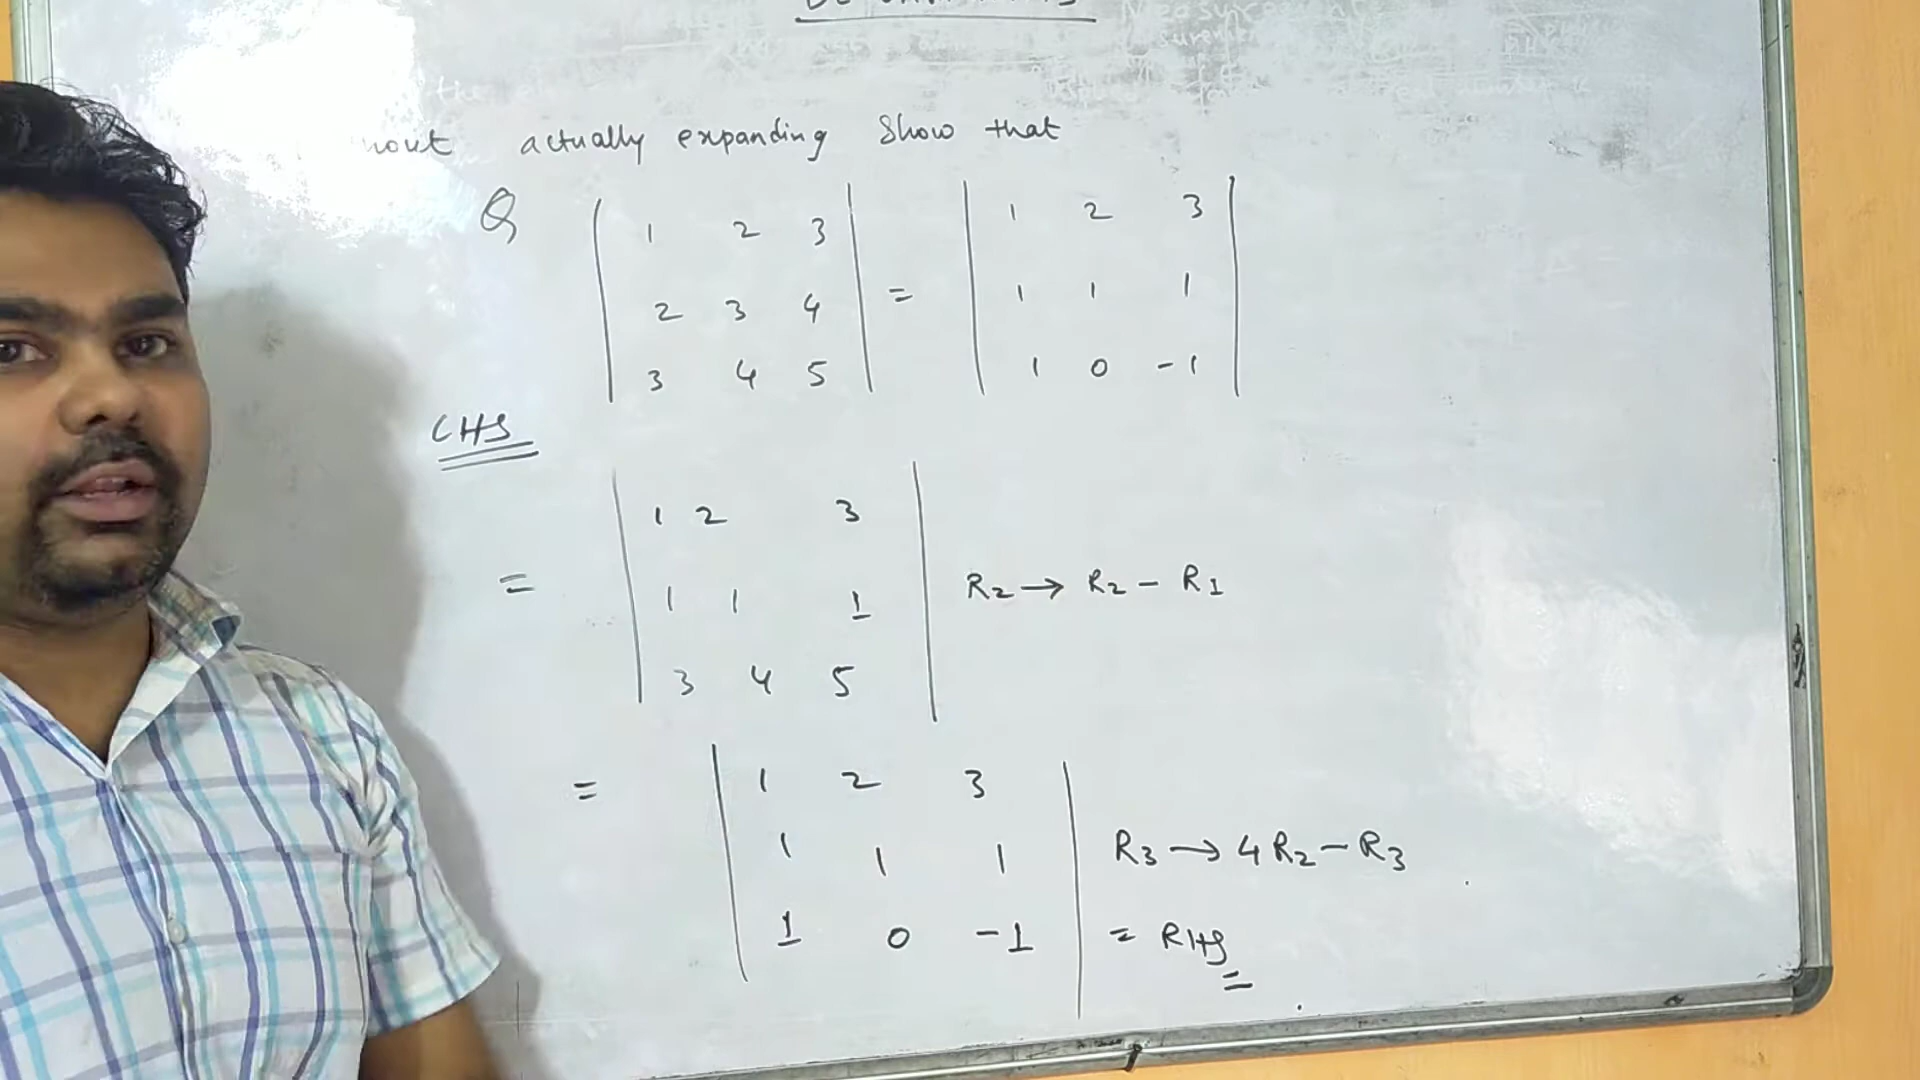 actually expanding Show that
Q | 1 2 3 | = | 1 2 3 |
| 2 3 4 | | 1 1 1 |
| 3 4 5 | | 1 0 -1 |
LHS
= | 1 2 3 |
| 1 1 1 | R₂ → R₂ - R₁
| 3 4 5 |
= | 1 2 3 |
| 1 1 1 | R₃ → 4R₂ - R₃
| 1 0 -1 | = RHS